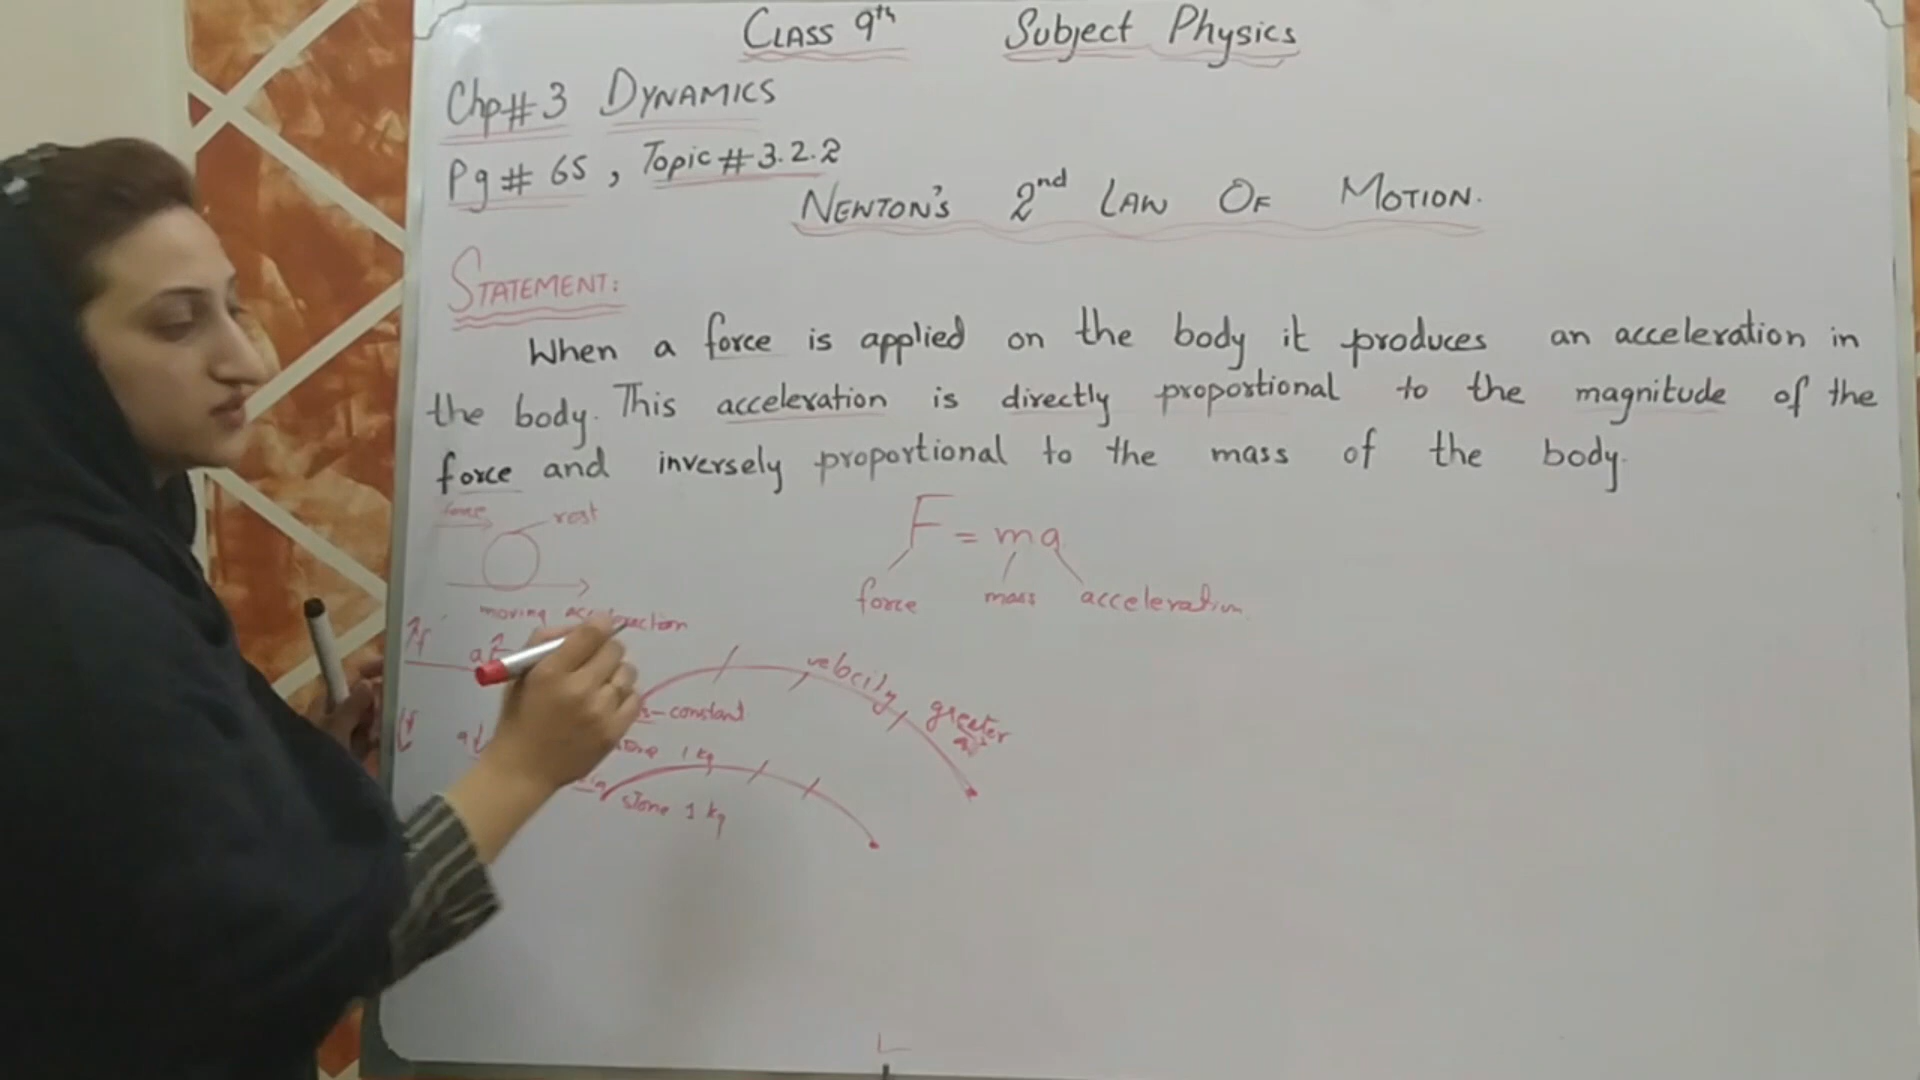 CLASS 9th Subject Physics
Chp# 3 DYNAMICS
Pg # 65 , Topic # 3.2.2
NEWTON'S 2nd LAW OF MOTION.
STATEMENT:
When a force is applied on the body it produces an acceleration in
the body. This acceleration is directly proportional to the magnitude of the
force and inversely proportional to the mass of the body.
force rest
F = ma
force mass acceleration
moving
velocity greater
constant
1 kg
stone 1 kg